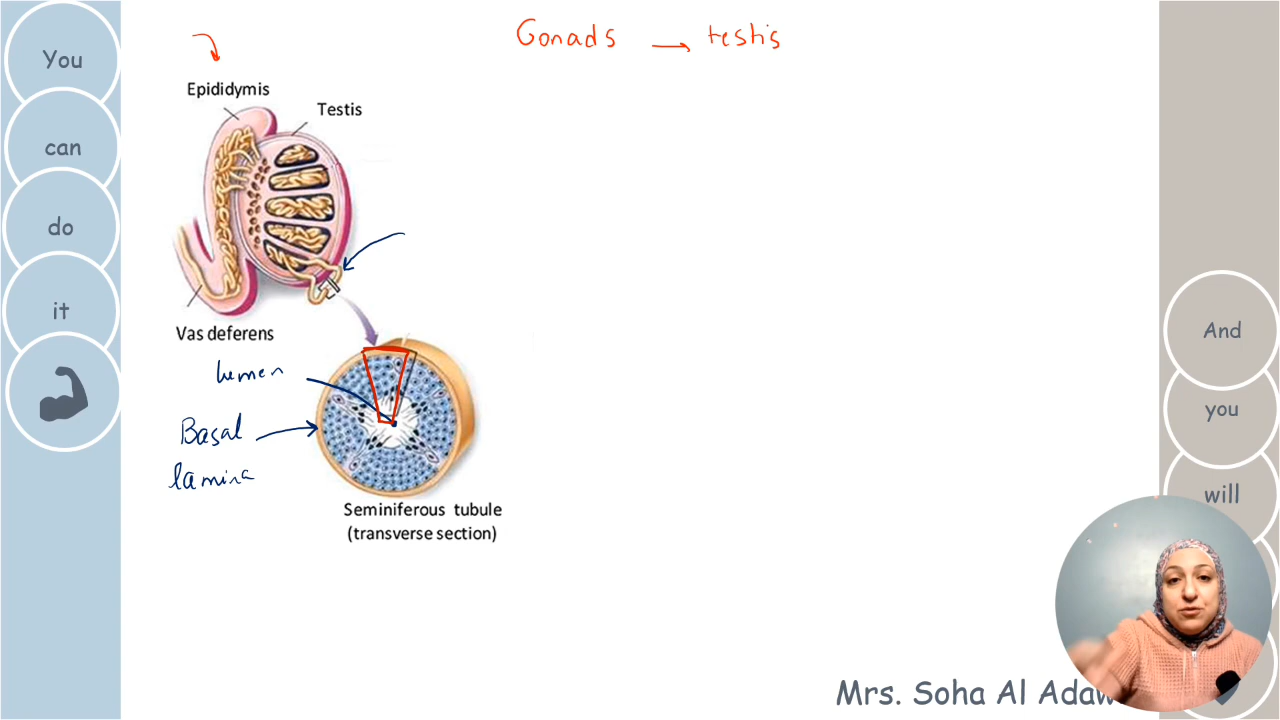 You
can
do
it
Gonads → testis
Epididymis
Testis
Vas deferens
lumen
Basal
lamina
Seminiferous tubule
(transverse section)
And
you
will
Mrs. Soha Al Adaw